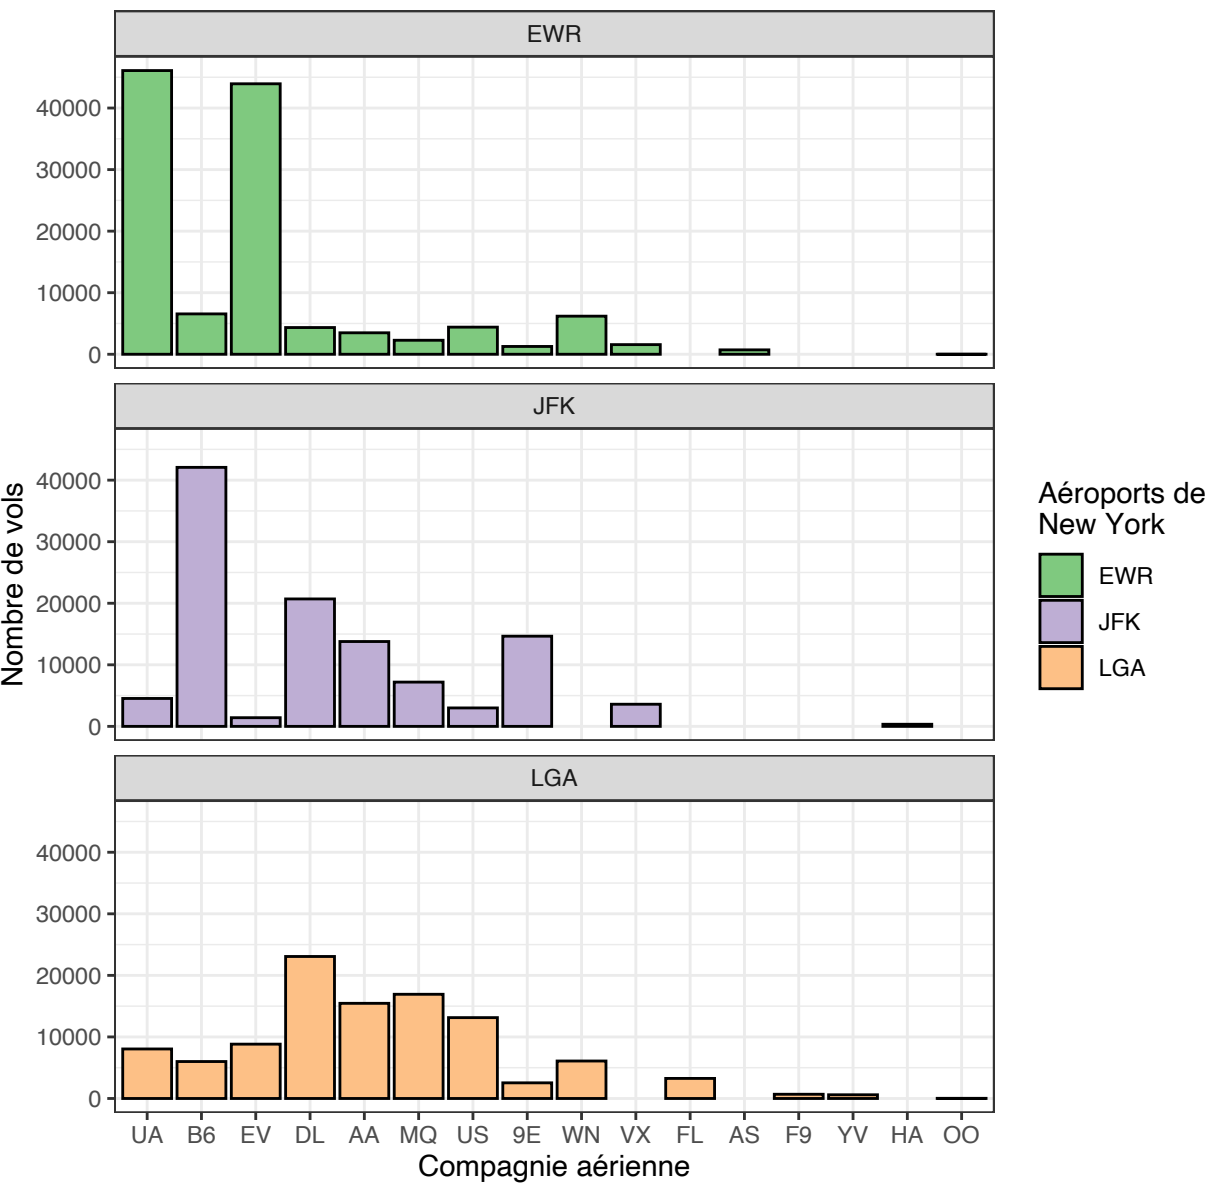 EWR
40000
30000
20000
10000
0
JFK
40000
30000
20000
10000
0
LGA
40000
30000
20000
10000
0
UA B6 EV DL AA MQ US 9E WN VX FL AS F9 YV HA OO
Compagnie aérienne
Nombre de vols
Aéroports de
New York
EWR
JFK
LGA